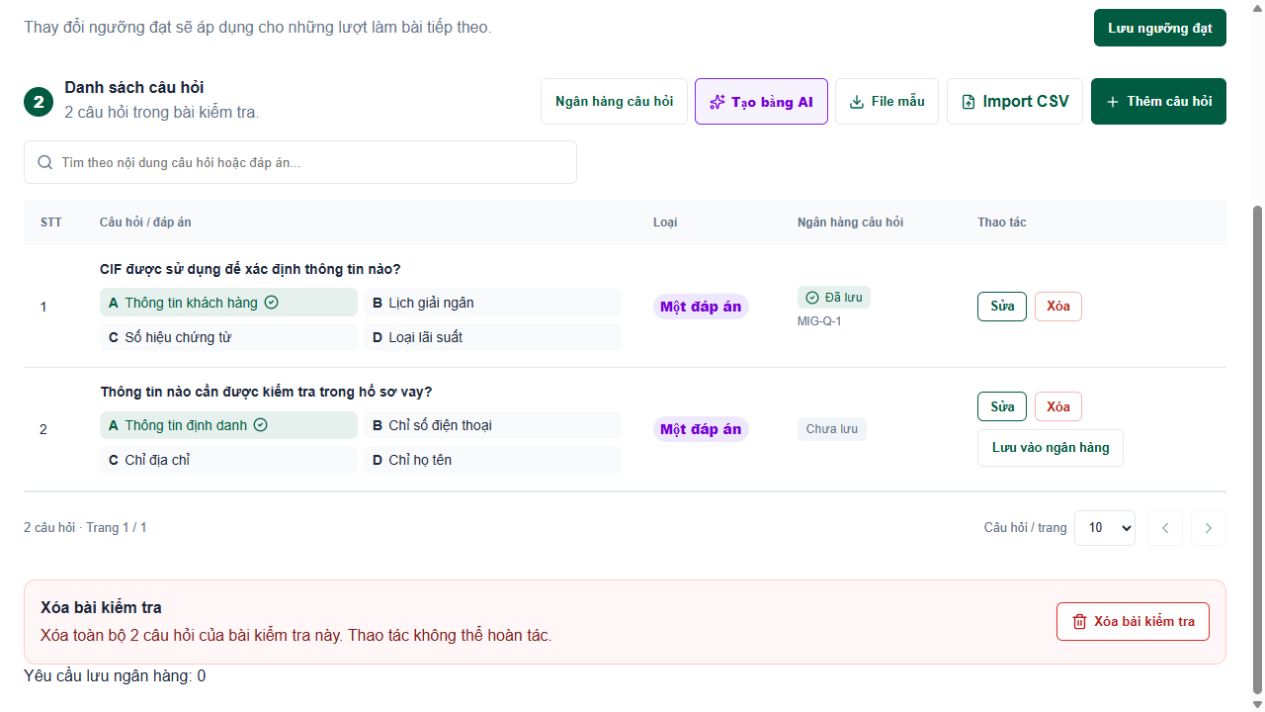 Thay đổi ngưỡng đạt sẽ áp dụng cho những lượt làm bài tiếp theo.
Lưu ngưỡng đạt
2
Danh sách câu hỏi
2 câu hỏi trong bài kiểm tra.
Ngân hàng câu hỏi
Tạo bằng AI
File mẫu
Import CSV
+ Thêm câu hỏi
Tìm theo nội dung câu hỏi hoặc đáp án...
STT Câu hỏi / đáp án Loại Ngân hàng câu hỏi Thao tác
1
CIF được sử dụng để xác định thông tin nào?
A Thông tin khách hàng
B Lịch giải ngân
C Số hiệu chứng từ
D Loại lãi suất
Một đáp án
Đã lưu
MIG-Q-1
Sửa
Xóa
2
Thông tin nào cần được kiểm tra trong hồ sơ vay?
A Thông tin định danh
B Chỉ số điện thoại
C Chỉ địa chỉ
D Chỉ họ tên
Một đáp án
Chưa lưu
Sửa
Xóa
Lưu vào ngân hàng
2 câu hỏi · Trang 1 / 1
Câu hỏi / trang
10
Xóa bài kiểm tra
Xóa toàn bộ 2 câu hỏi của bài kiểm tra này. Thao tác không thể hoàn tác.
Xóa bài kiểm tra
Yêu cầu lưu ngân hàng: 0